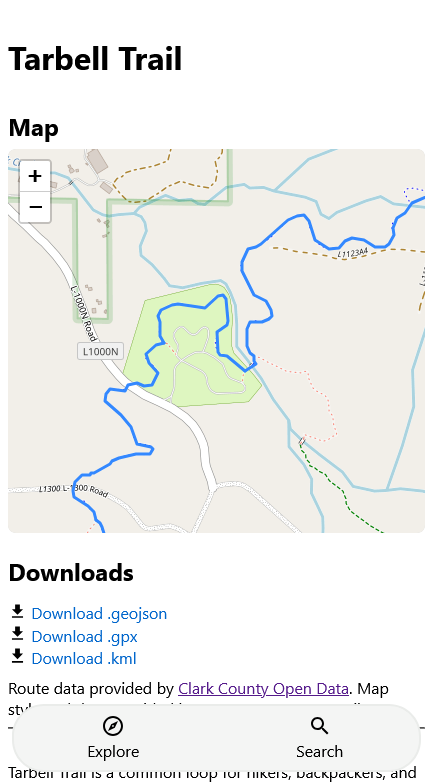 Tarbell Trail
Map
+
−
L1123A4
L-1000N Road
L1000N
L1300 L-1300 Road
Downloads
Download .geojson
Download .gpx
Download .kml
Route data provided by Clark County Open Data. Map
Explore
Search
Tarbell Trail is a common loop for hikers, backpackers, and